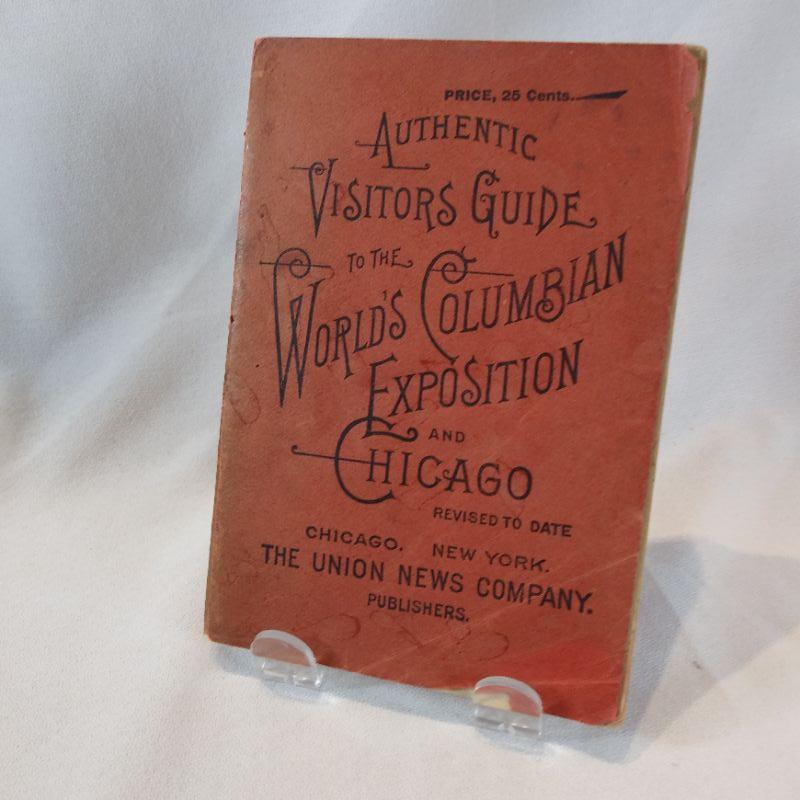 PRICE, 25 Cents.
AUTHENTIC
VISITORS GUIDE
TO THE
WORLD'S COLUMBIAN
EXPOSITION
AND
CHICAGO
REVISED TO DATE
CHICAGO. NEW YORK.
THE UNION NEWS COMPANY.
PUBLISHERS.